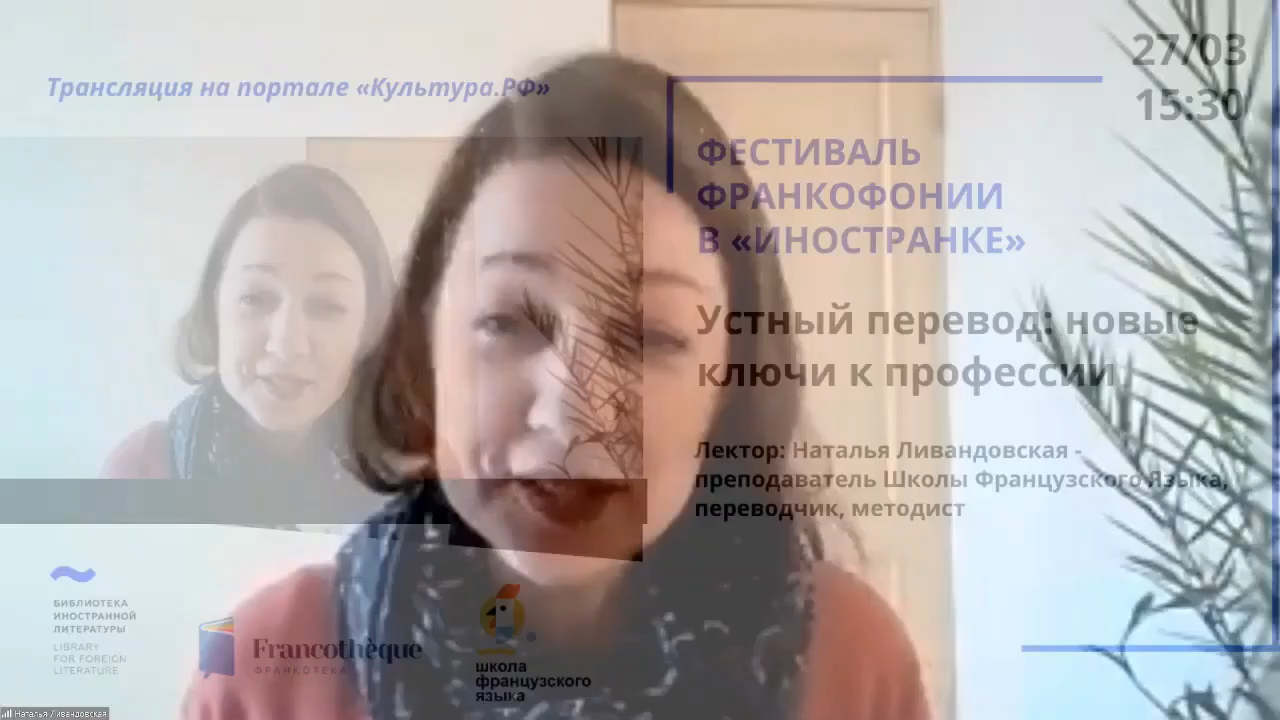 Трансляция на портале «Культура.РФ»
27/03
15:30
ФЕСТИВАЛЬ
ФРАНКОФОНИИ
В «ИНОСТРАНКЕ»
Устный перевод: новые
ключи к профессии
Лектор: Наталья Ливандовская -
преподаватель Школы Французского Языка,
переводчик, методист
БИБЛИОТЕКА
ИНОСТРАННОЙ
ЛИТЕРАТУРЫ
LIBRARY
FOR FOREIGN
LITERATURE
Francothèque
ФРАНКОТЕКА
школа
французского
языка
Наталья Ливандовская